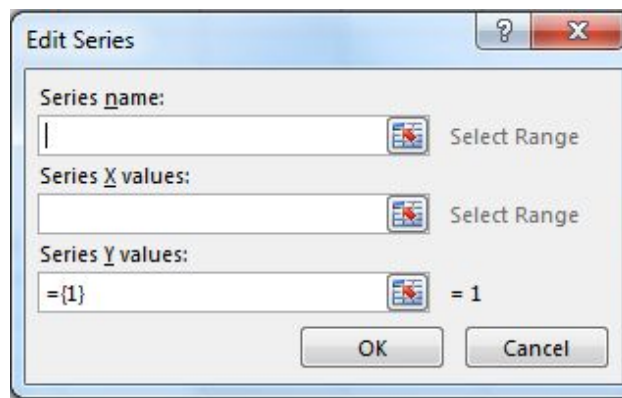 Edit Series
Series name:
Select Range
Series X values:
Select Range
Series Y values:
={1}
= 1
OK
Cancel